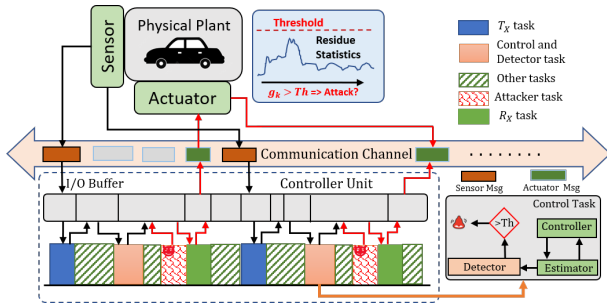 Sensor
Physical Plant
Actuator
Threshold
Residue
Statistics
g_k > Th => Attack?
T_X task
Control and
Detector task
Other tasks
Attacker task
R_X task
Communication Channel
Sensor Msg
Actuator Msg
I/O Buffer
Controller Unit
Control Task
>Th
Controller
Detector
Estimator